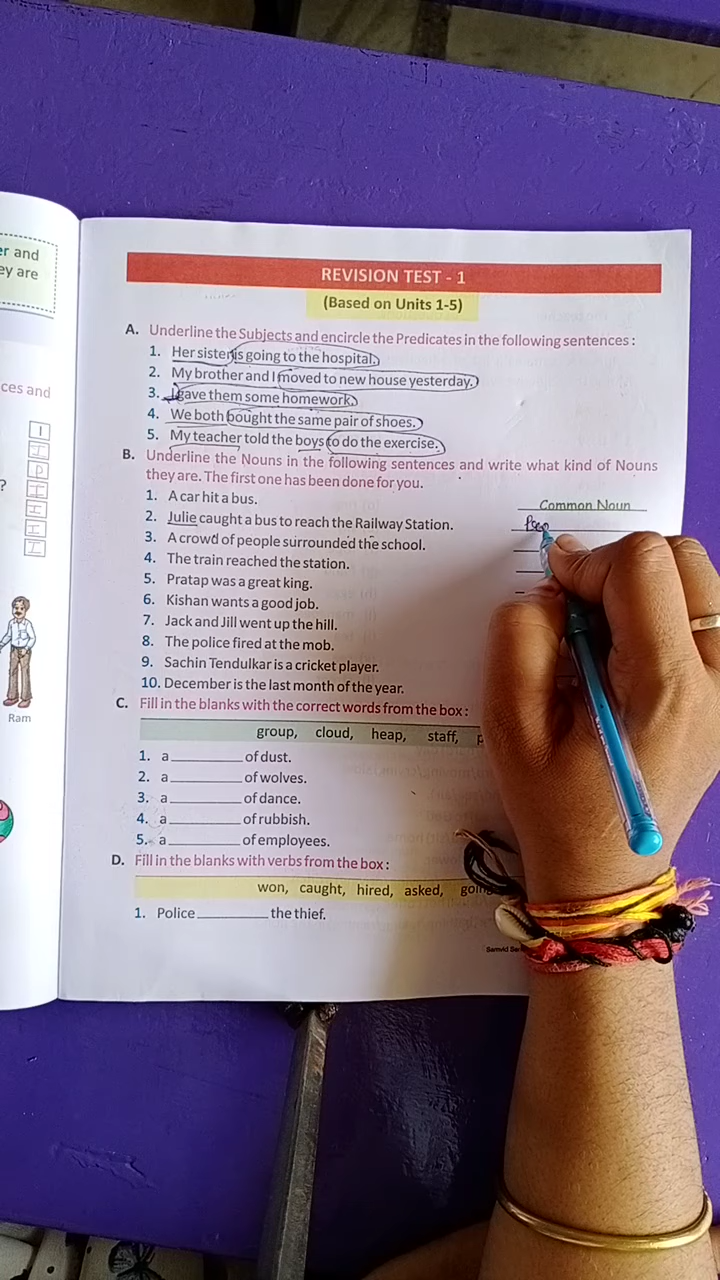 er and
ey are
ces and
?
Ram
REVISION TEST - 1
(Based on Units 1-5)
A. Underline the Subjects and encircle the Predicates in the following sentences :
1. Her sister is going to the hospital.
2. My brother and I moved to new house yesterday.
3. I gave them some homework.
4. We both bought the same pair of shoes.
5. My teacher told the boys to do the exercise.
B. Underline the Nouns in the following sentences and write what kind of Nouns
they are. The first one has been done for you.
1. A car hit a bus. Common Noun
2. Julie caught a bus to reach the Railway Station.
3. A crowd of people surrounded the school.
4. The train reached the station.
5. Pratap was a great king.
6. Kishan wants a good job.
7. Jack and Jill went up the hill.
8. The police fired at the mob.
9. Sachin Tendulkar is a cricket player.
10. December is the last month of the year.
C. Fill in the blanks with the correct words from the box :
group, cloud, heap, staff,
1. a of dust.
2. a of wolves.
3. a of dance.
4. a of rubbish.
5. a of employees.
D. Fill in the blanks with verbs from the box :
won, caught, hired, asked,
1. Police the thief.